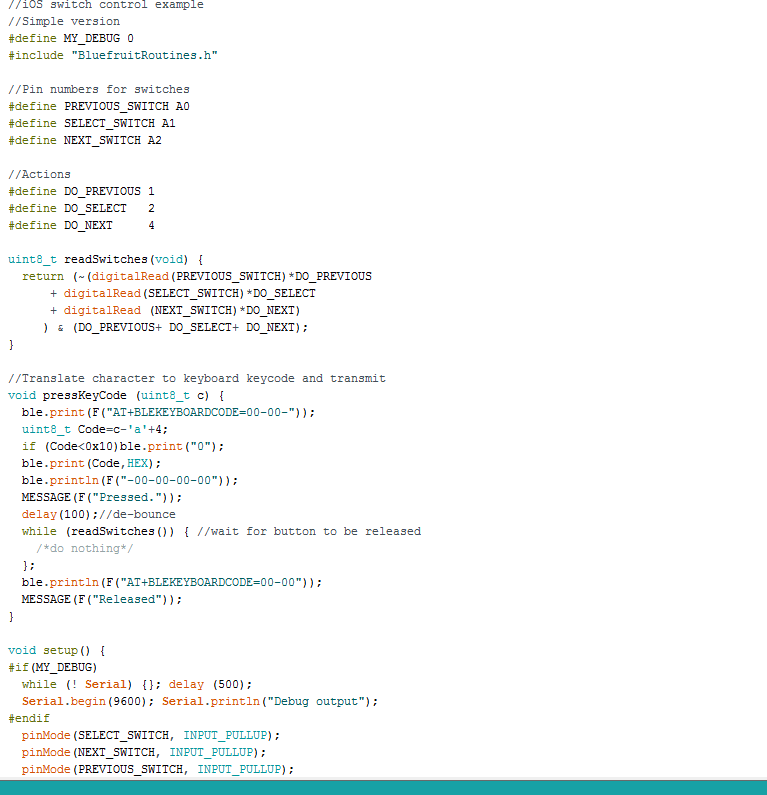 //iOS switch control example
//Simple version
#define MY_DEBUG 0
#include "BluefruitRoutines.h"
//Pin numbers for switches
#define PREVIOUS_SWITCH A0
#define SELECT_SWITCH A1
#define NEXT_SWITCH A2
//Actions
#define DO_PREVIOUS 1
#define DO_SELECT   2
#define DO_NEXT     4
uint8_t readSwitches(void) {
  return (~(digitalRead(PREVIOUS_SWITCH)*DO_PREVIOUS
      + digitalRead(SELECT_SWITCH)*DO_SELECT
      + digitalRead (NEXT_SWITCH)*DO_NEXT)
     ) & (DO_PREVIOUS+ DO_SELECT+ DO_NEXT);
}
//Translate character to keyboard keycode and transmit
void pressKeyCode (uint8_t c) {
  ble.print(F("AT+BLEKEYBOARDCODE=00-00-"));
  uint8_t Code=c-'a'+4;
  if (Code<0x10)ble.print("0");
  ble.print(Code,HEX);
  ble.println(F("-00-00-00-00"));
  MESSAGE(F("Pressed."));
  delay(100);//de-bounce
  while (readSwitches()) { //wait for button to be released
    /*do nothing*/
  };
  ble.println(F("AT+BLEKEYBOARDCODE=00-00"));
  MESSAGE(F("Released"));
}
void setup() {
#if(MY_DEBUG)
  while (! Serial) {}; delay (500);
  Serial.begin(9600); Serial.println("Debug output");
#endif
  pinMode(SELECT_SWITCH, INPUT_PULLUP);
  pinMode(NEXT_SWITCH, INPUT_PULLUP);
  pinMode(PREVIOUS_SWITCH, INPUT_PULLUP);